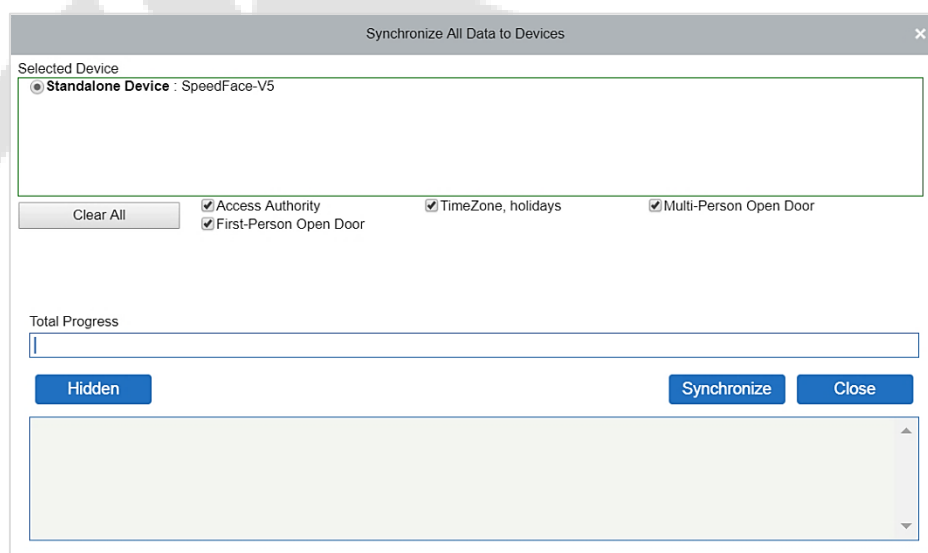 Synchronize All Data to Devices ×
Selected Device
Standalone Device : SpeedFace-V5
Clear All
Access Authority TimeZone, holidays Multi-Person Open Door
First-Person Open Door
Total Progress
Hidden Synchronize Close